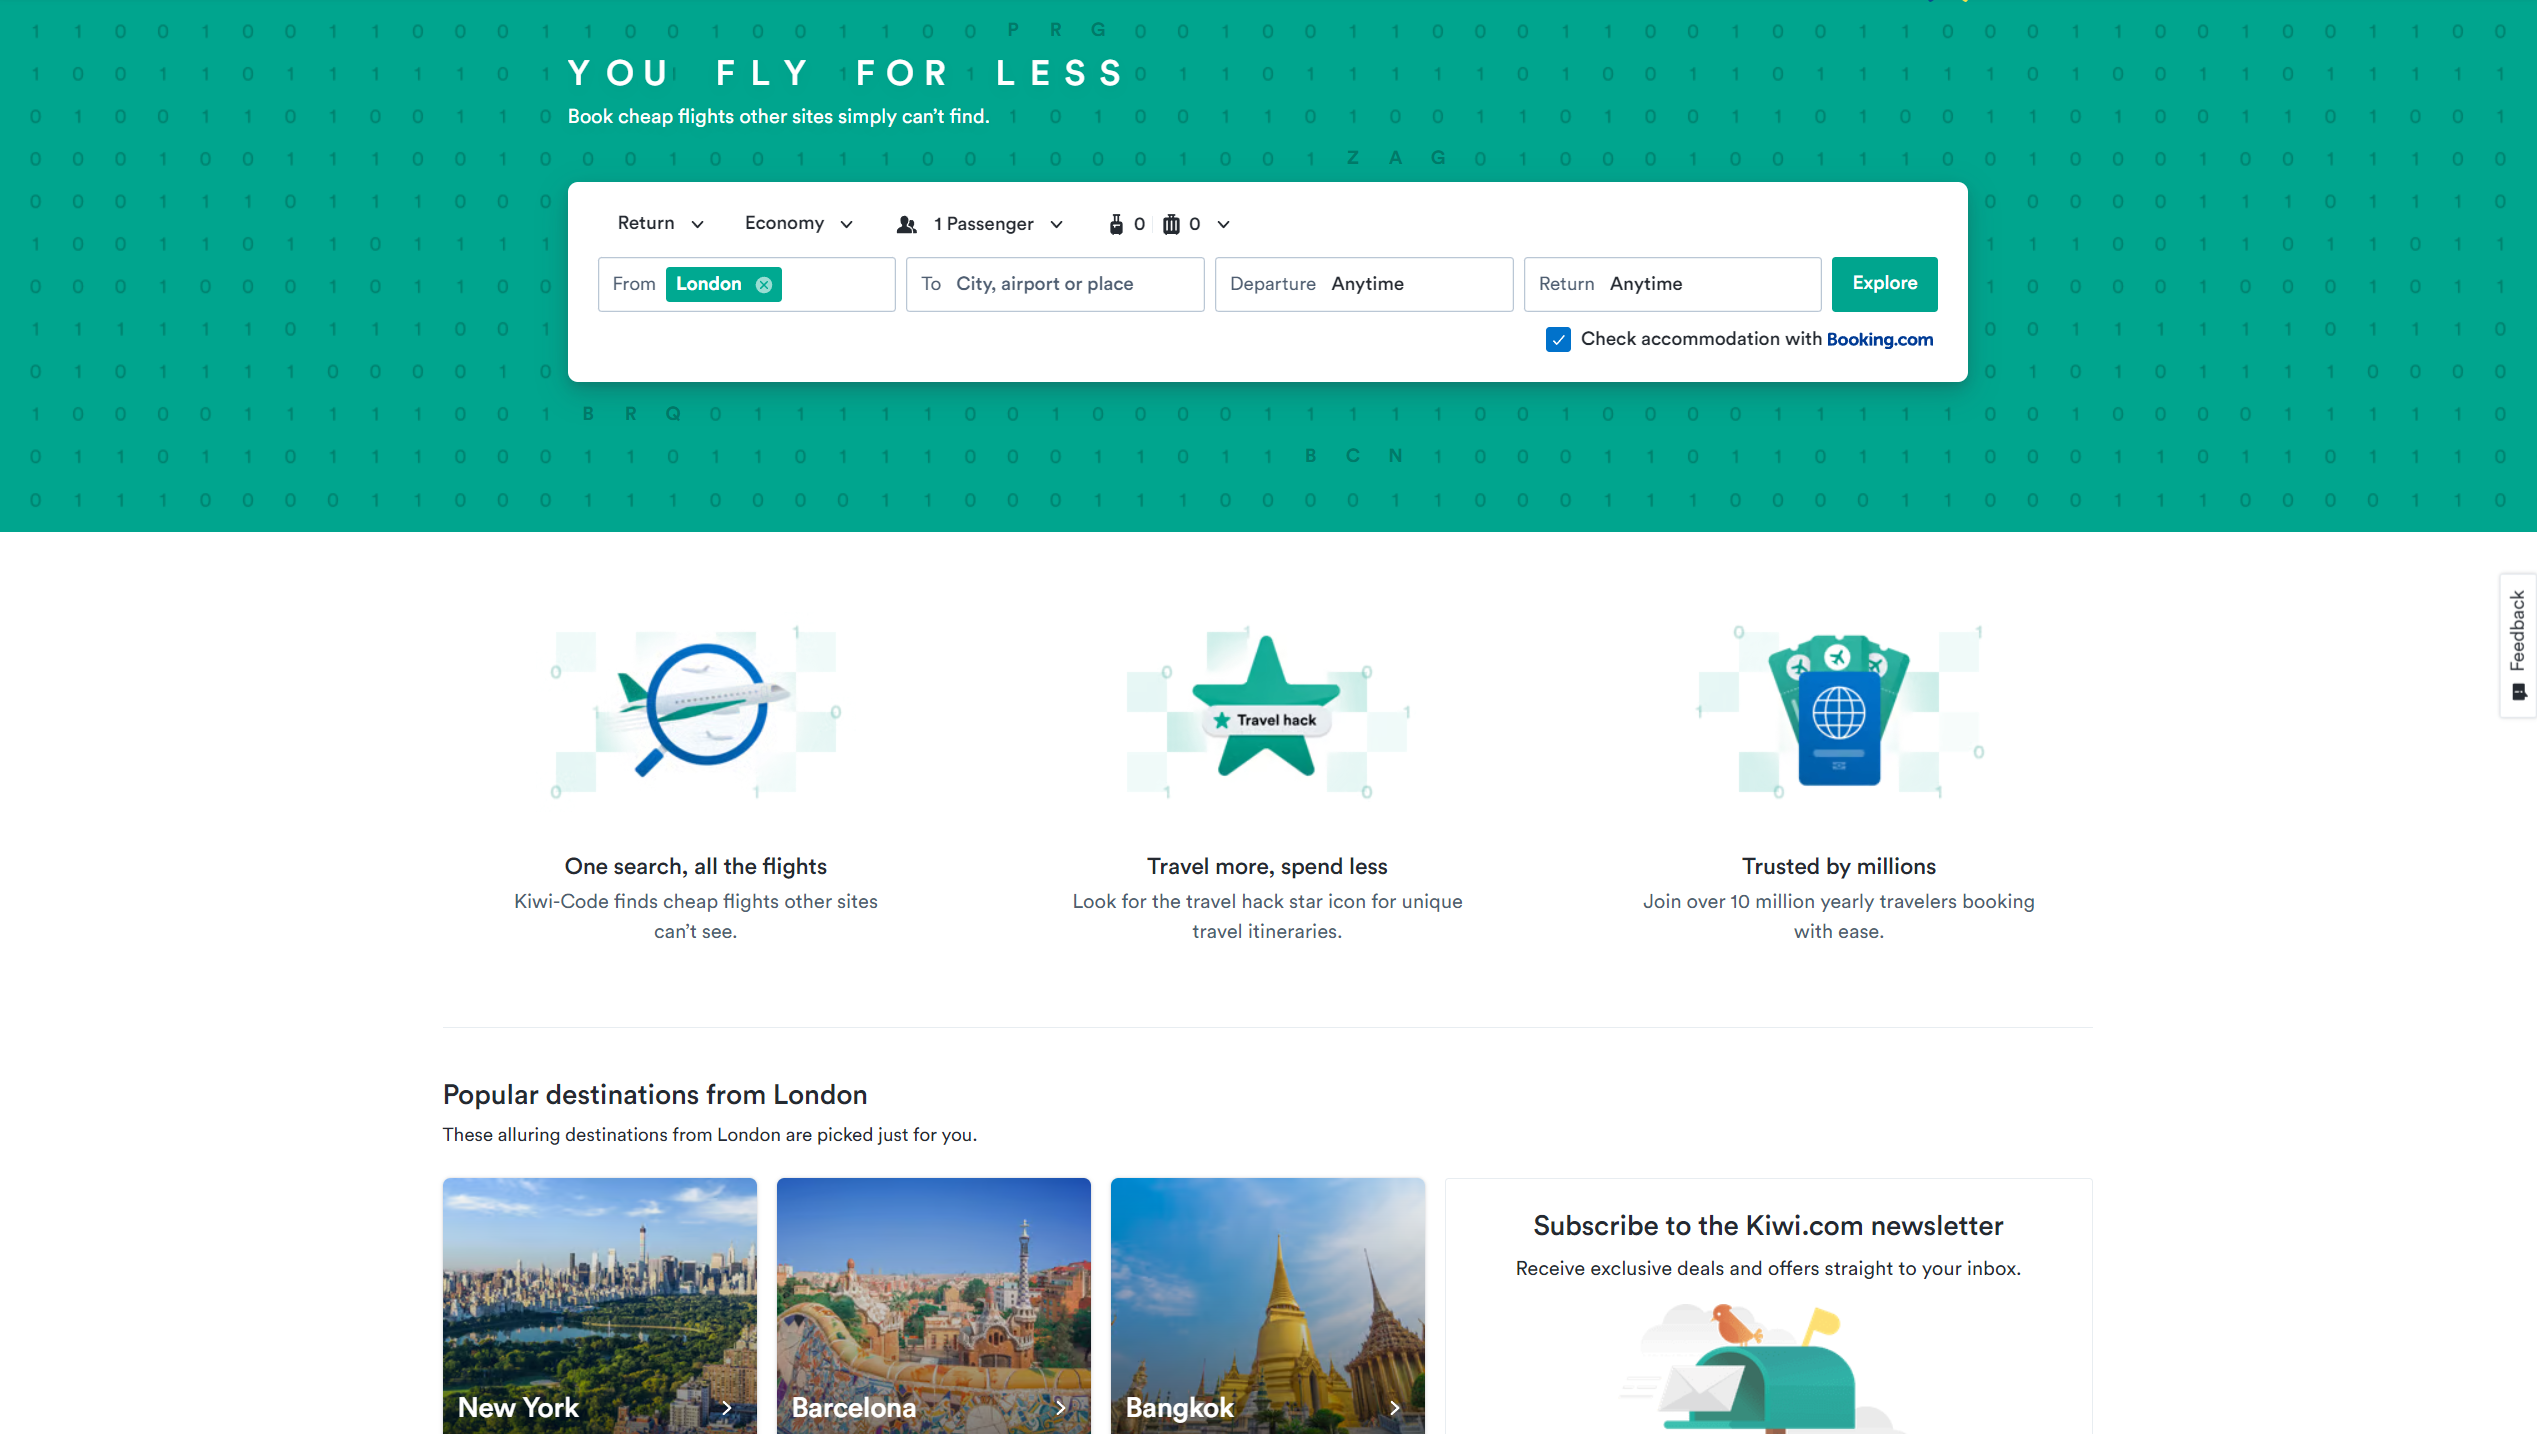 YOU FLY FOR LESS
Book cheap flights other sites simply can't find.
Return
Economy
1 Passenger
0
0
From London
To City, airport or place
Departure Anytime
Return Anytime
Explore
Check accommodation with Booking.com
PRG
ZAG
BRQ
BCN
Feedback
Travel hack
One search, all the flights
Kiwi-Code finds cheap flights other sites
can't see.
Travel more, spend less
Look for the travel hack star icon for unique
travel itineraries.
Trusted by millions
Join over 10 million yearly travelers booking
with ease.
Popular destinations from London
These alluring destinations from London are picked just for you.
New York
Barcelona
Bangkok
Subscribe to the Kiwi.com newsletter
Receive exclusive deals and offers straight to your inbox.